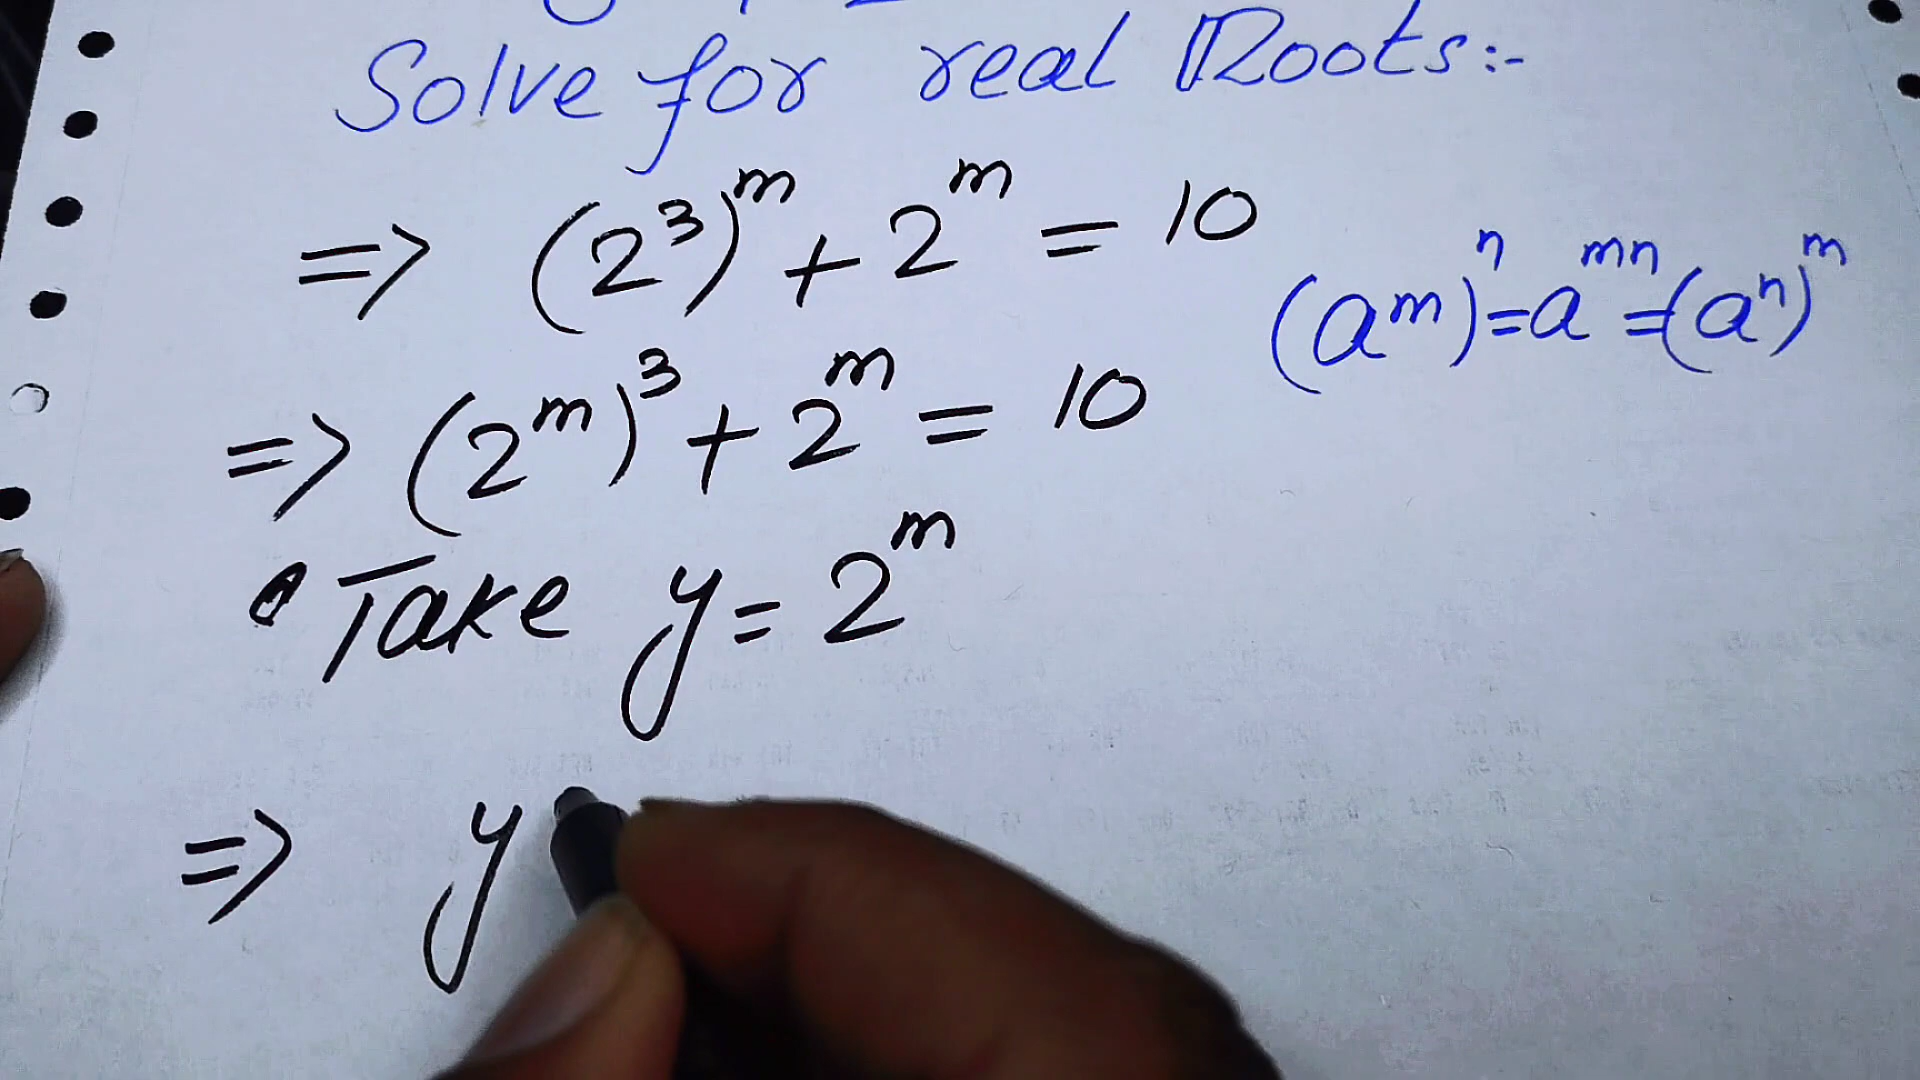 Solve for real Roots:-
=> (2³)ᵐ + 2ᵐ = 10
(aᵐ)ⁿ = aᵐⁿ = (aⁿ)ᵐ
=> (2ᵐ)³ + 2ᵐ = 10
Take y = 2ᵐ
=> y